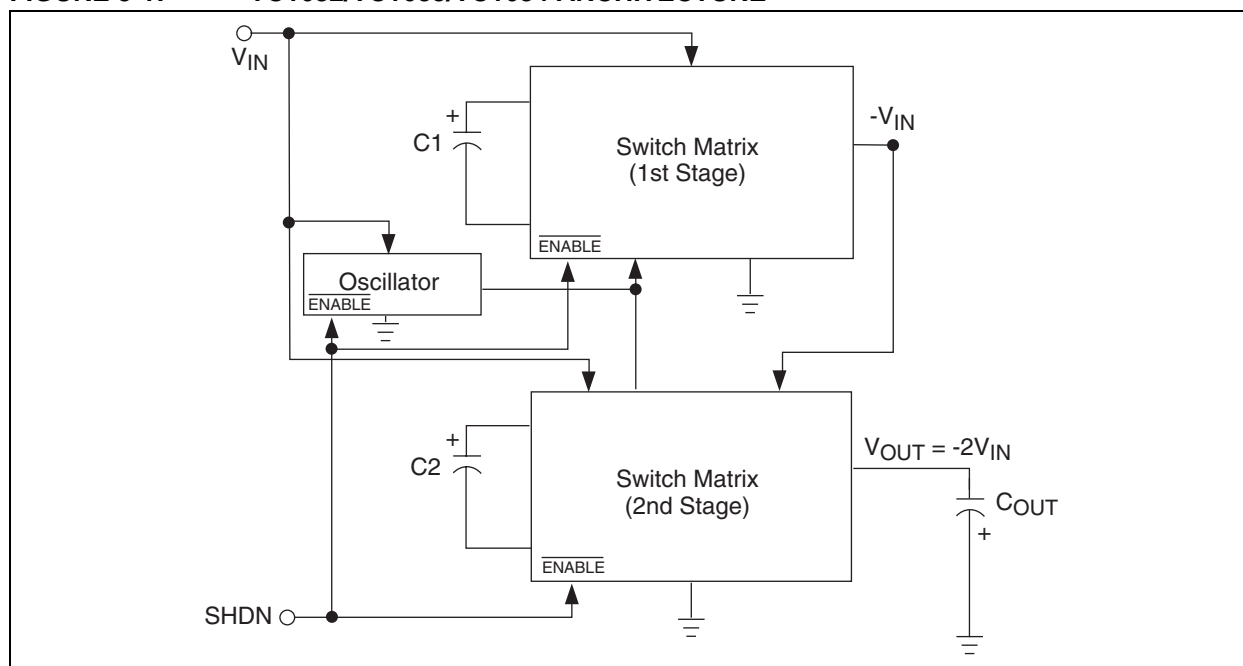 V_IN
Switch Matrix
(1st Stage)
+
C1
-V_IN
ENABLE
Oscillator
ENABLE
+
C2
Switch Matrix
(2nd Stage)
V_OUT = -2V_IN
C_OUT
+
ENABLE
SHDN